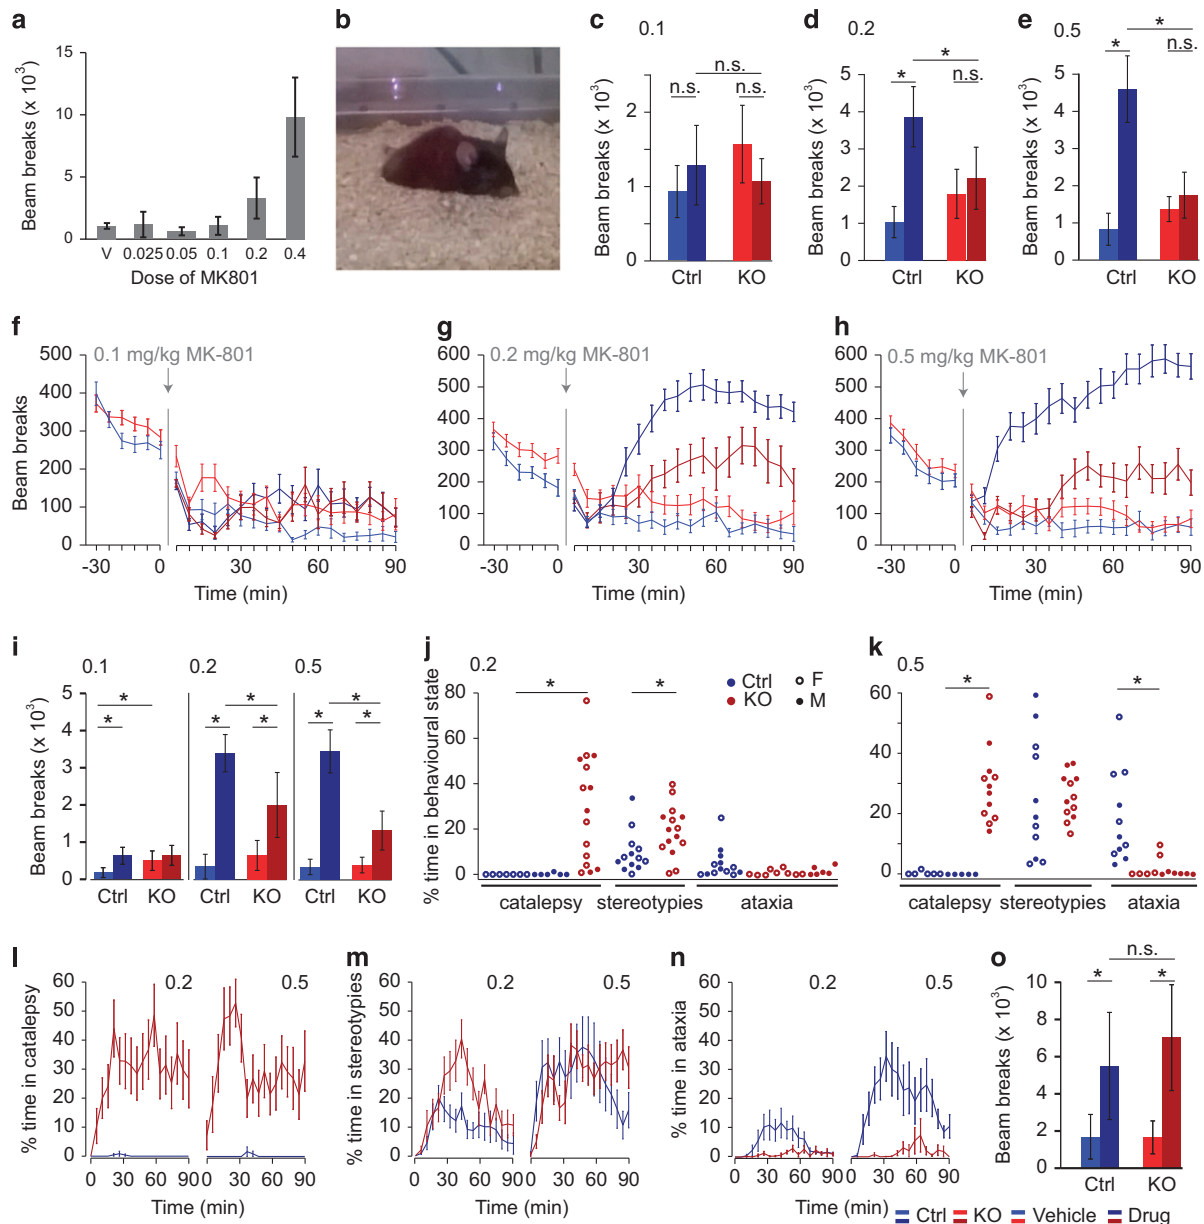 a
15
10
5
0
Beam breaks (x 10³)
V 0.025 0.05 0.1 0.2 0.4
Dose of MK801
b
c 0.1
n.s.
n.s. n.s.
Beam breaks (x 10³)
2
1
0
Ctrl KO
d 0.2
*
* n.s.
Beam breaks (x 10³)
5
4
3
2
1
0
Ctrl KO
e 0.5
*
* n.s.
Beam breaks (x 10³)
5
4
3
2
1
0
Ctrl KO
f
0.1 mg/kg MK-801
Beam breaks
500
400
300
200
100
0
-30 0 30 60 90
Time (min)
g
0.2 mg/kg MK-801
600
500
400
300
200
100
0
-30 0 30 60 90
Time (min)
h
0.5 mg/kg MK-801
600
500
400
300
200
100
0
-30 0 30 60 90
Time (min)
i
0.1 0.2 0.5
* * *
* * * * *
Beam breaks (x 10³)
5
4
3
2
1
0
Ctrl KO Ctrl KO Ctrl KO
j 0.2
Ctrl F
KO M
* *
% time in behavioural state
80
60
40
20
0
catalepsy stereotypies ataxia
k 0.5
* *
60
40
20
0
catalepsy stereotypies ataxia
l
0.2 0.5
% time in catalepsy
60
50
40
30
20
10
0
0 30 60 90 0 30 60 90
Time (min)
m
0.2 0.5
% time in stereotypies
60
50
40
30
20
10
0
0 30 60 90 0 30 60 90
Time (min)
n
0.2 0.5
% time in ataxia
60
50
40
30
20
10
0
0 30 60 90 0 30 60 90
Time (min)
o
n.s.
* *
Beam breaks (x 10³)
10
8
6
4
2
0
Ctrl KO
Ctrl KO Vehicle Drug